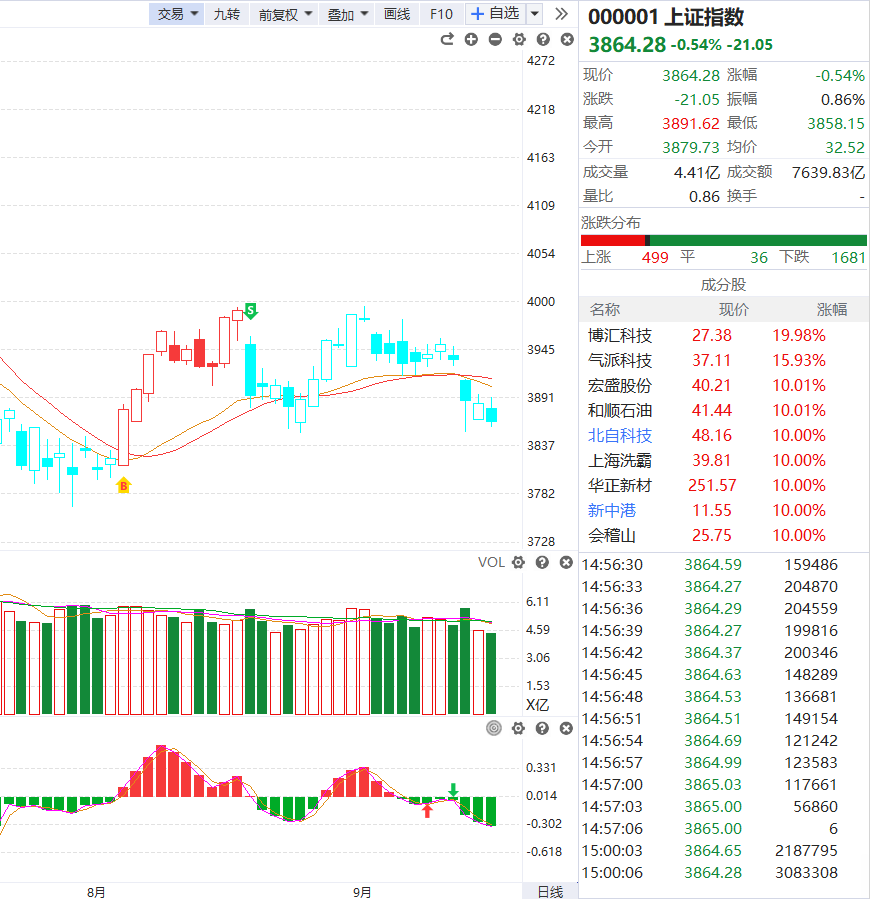 交易 九转 前复权 叠加 画线 F10 + 自选
000001 上证指数
3864.28 -0.54% -21.05
现价 3864.28 涨幅 -0.54%
涨跌 -21.05 振幅 0.86%
最高 3891.62 最低 3858.15
今开 3879.73 均价 32.52
成交量 4.41亿 成交额 7639.83亿
量比 0.86 换手 -
涨跌分布
上涨 499 平 36 下跌 1681
成分股
名称 现价 涨幅
博汇科技 27.38 19.98%
气派科技 37.11 15.93%
宏盛股份 40.21 10.01%
和顺石油 41.44 10.01%
北自科技 48.16 10.00%
上海洗霸 39.81 10.00%
华正新材 251.57 10.00%
新中港 11.55 10.00%
会稽山 25.75 10.00%
14:56:30 3864.59 159486
14:56:33 3864.27 204870
14:56:36 3864.29 204559
14:56:39 3864.27 199816
14:56:42 3864.37 200346
14:56:45 3864.63 148289
14:56:48 3864.53 136681
14:56:51 3864.51 149154
14:56:54 3864.69 121242
14:56:57 3864.99 123583
14:57:00 3865.03 117661
14:57:03 3865.00 56860
14:57:06 3865.00 6
15:00:03 3864.65 2187795
15:00:06 3864.28 3083308
4272
4218
4163
4109
4054
4000
3945
3891
3837
3782
3728
S
B
VOL
6.11
4.59
3.06
1.53
X亿
0.331
0.014
-0.302
-0.618
8月 9月 日线